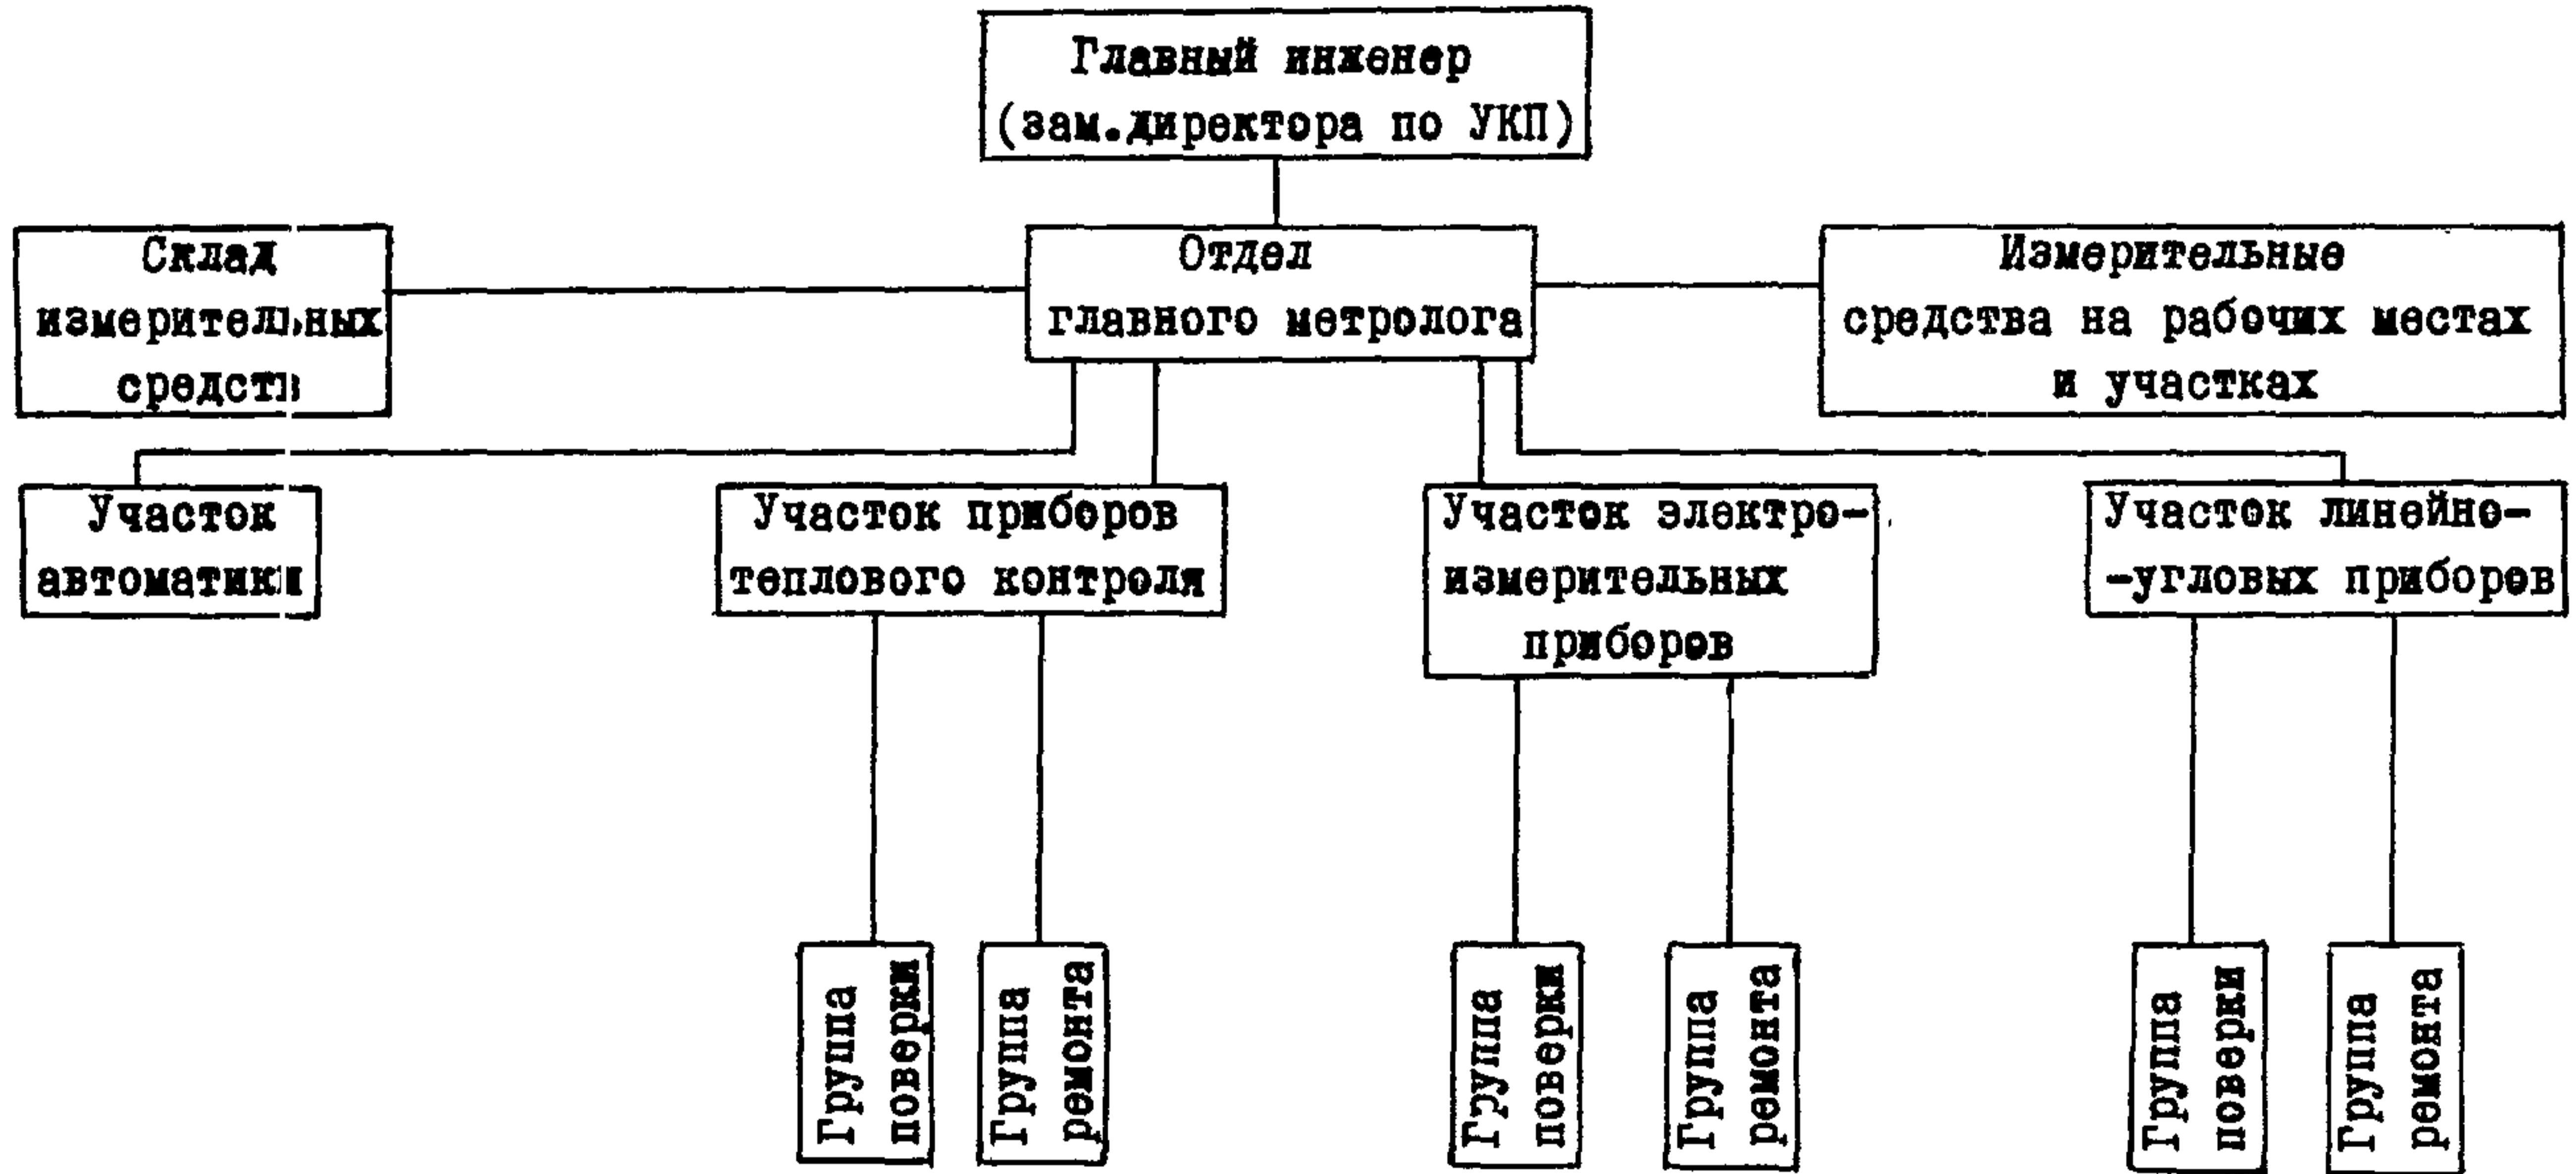 Главный инженер
(зам.директора по УКП)
Склад
измерительных
средств
Отдел
главного метролога
Измерительные
средства на рабочих местах
и участках
Участок
автоматики
Участок приборов
теплового контроля
Участок электро-
измерительных
приборов
Участок линейно-
-угловых приборов
Группа
поверки
Группа
ремонта
Группа
поверки
Группа
ремонта
Группа
поверки
Группа
ремонта